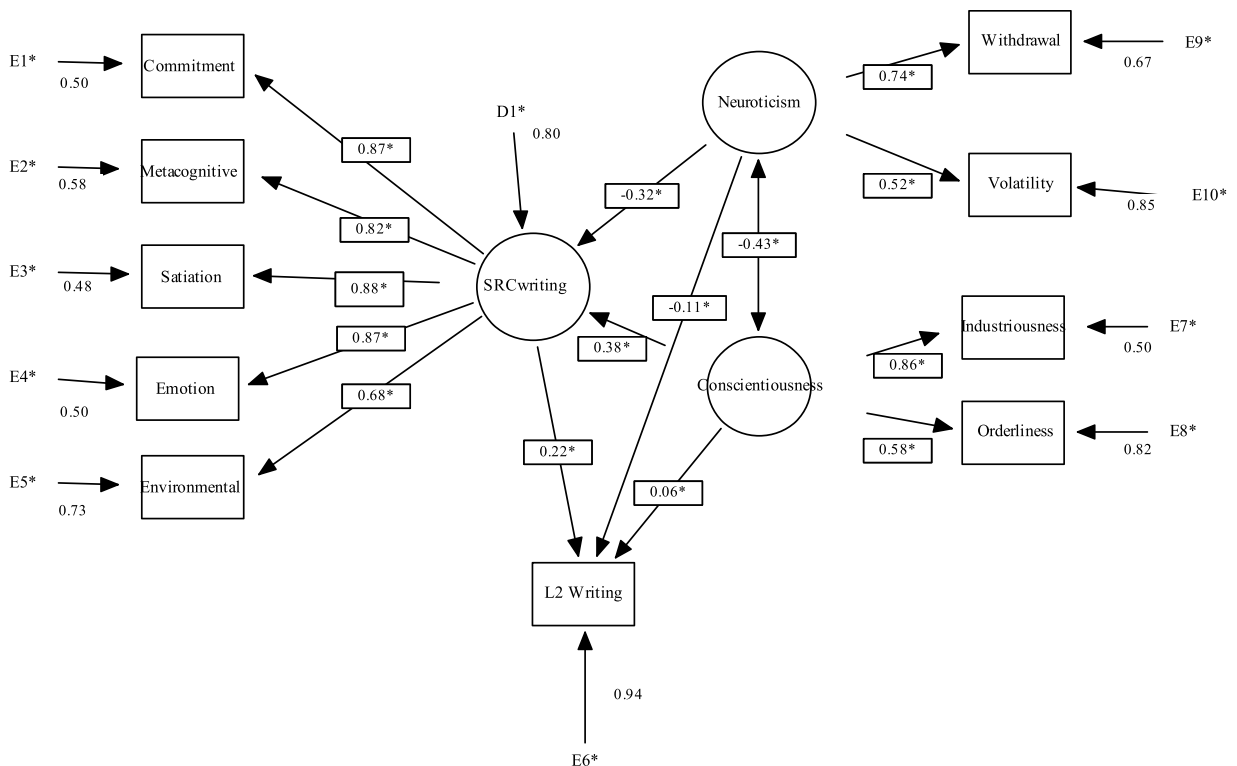 E1*
0.50
Commitment
E2*
0.58
Metacognitive
E3*
0.48
Satiation
E4*
0.50
Emotion
E5*
0.73
Environmental
0.87*
0.82*
0.88*
0.87*
0.68*
D1*
0.80
SRCwriting
-0.32*
0.38*
0.22*
-0.11*
0.06*
L2 Writing
0.94
E6*
Neuroticism
-0.43*
Conscientiousness
0.74*
0.52*
0.86*
0.58*
Withdrawal
E9*
0.67
Volatility
E10*
0.85
Industriousness
E7*
0.50
Orderliness
E8*
0.82